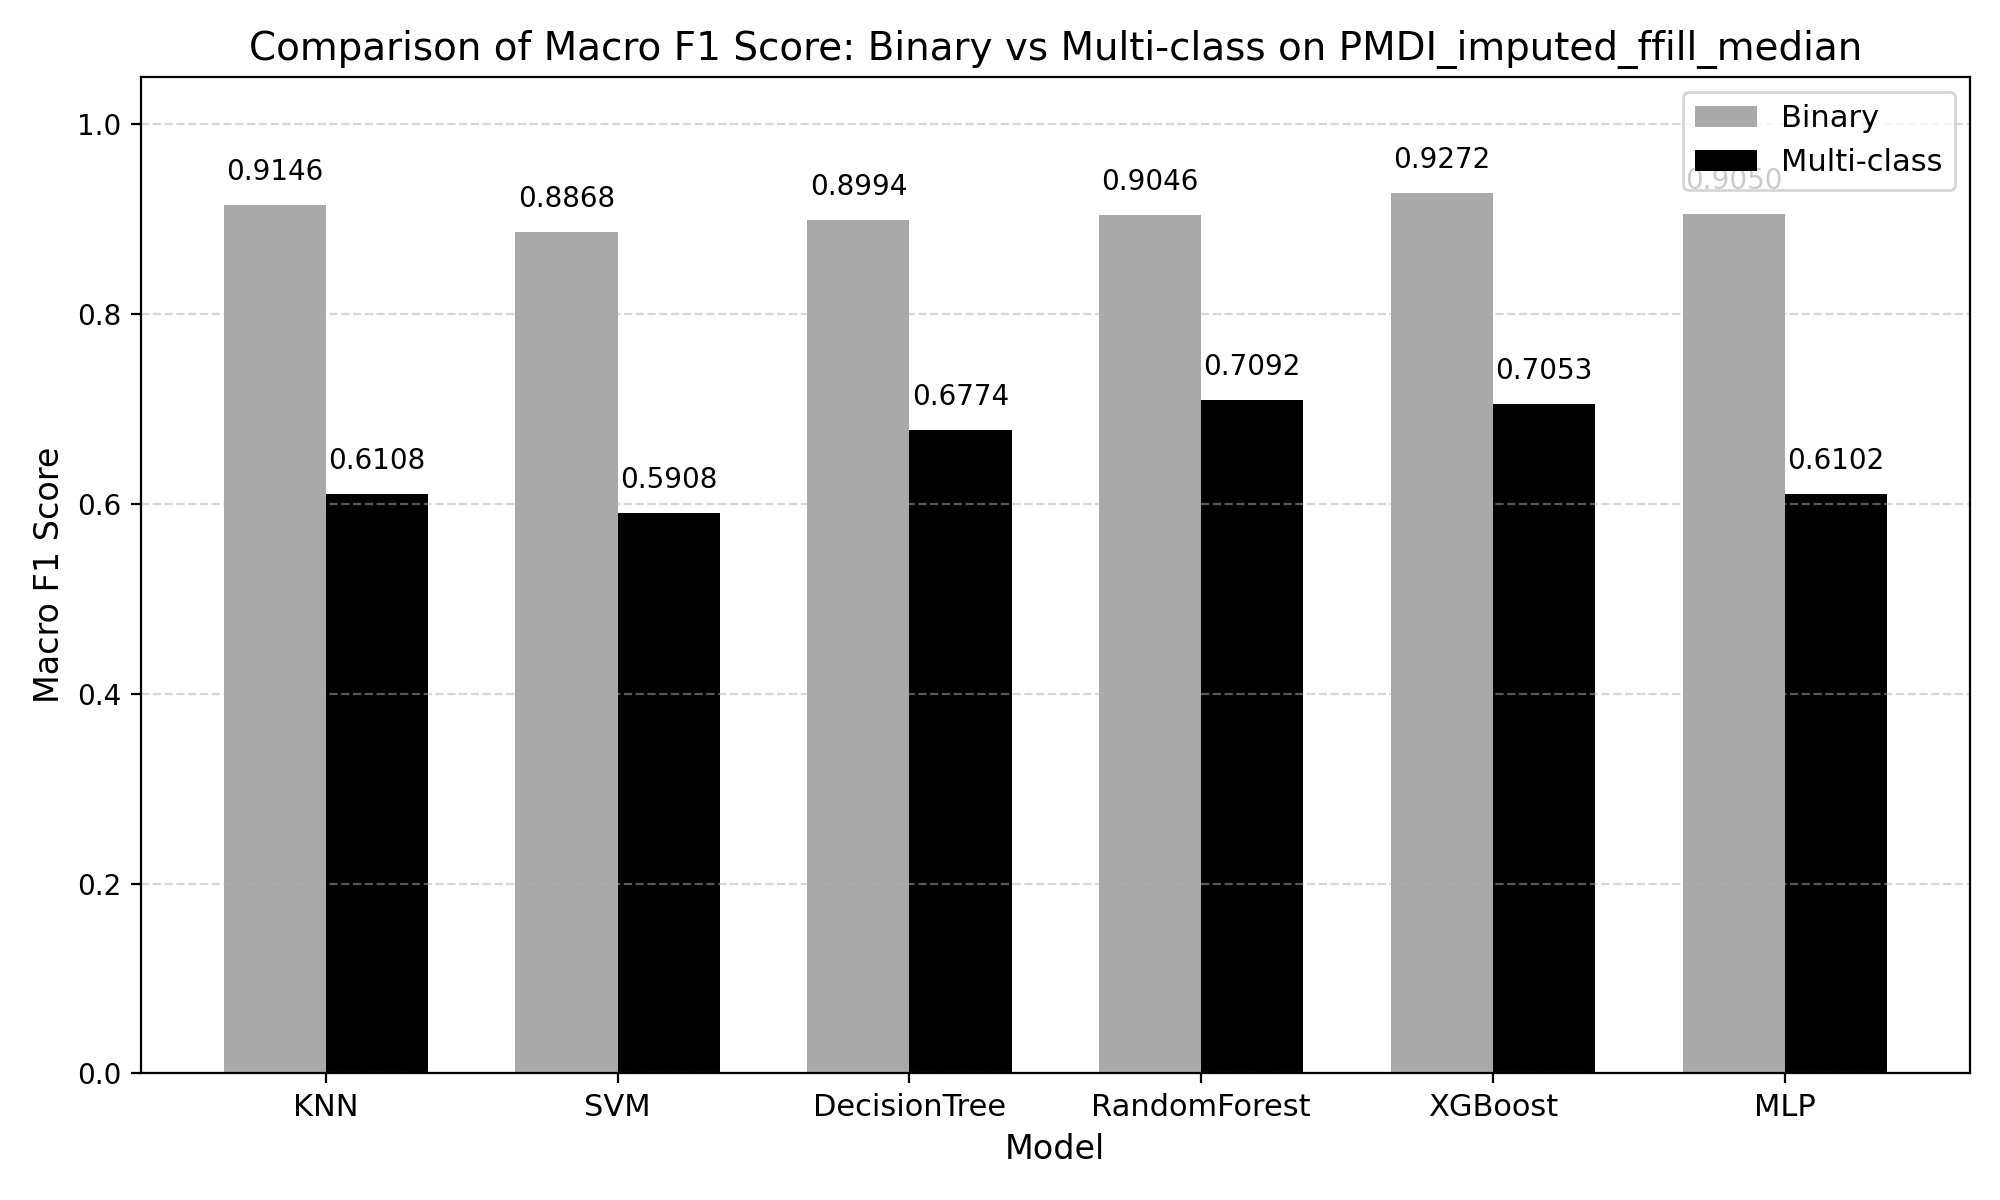 Comparison of Macro F1 Score: Binary vs Multi-class on PMDI_imputed_ffill_median
Macro F1 Score
1.0
0.8
0.6
0.4
0.2
0.0
Binary
Multi-class
0.9146
0.6108
0.8868
0.5908
0.8994
0.6774
0.9046
0.7092
0.9272
0.7053
0.9050
0.6102
KNN
SVM
DecisionTree
RandomForest
XGBoost
MLP
Model